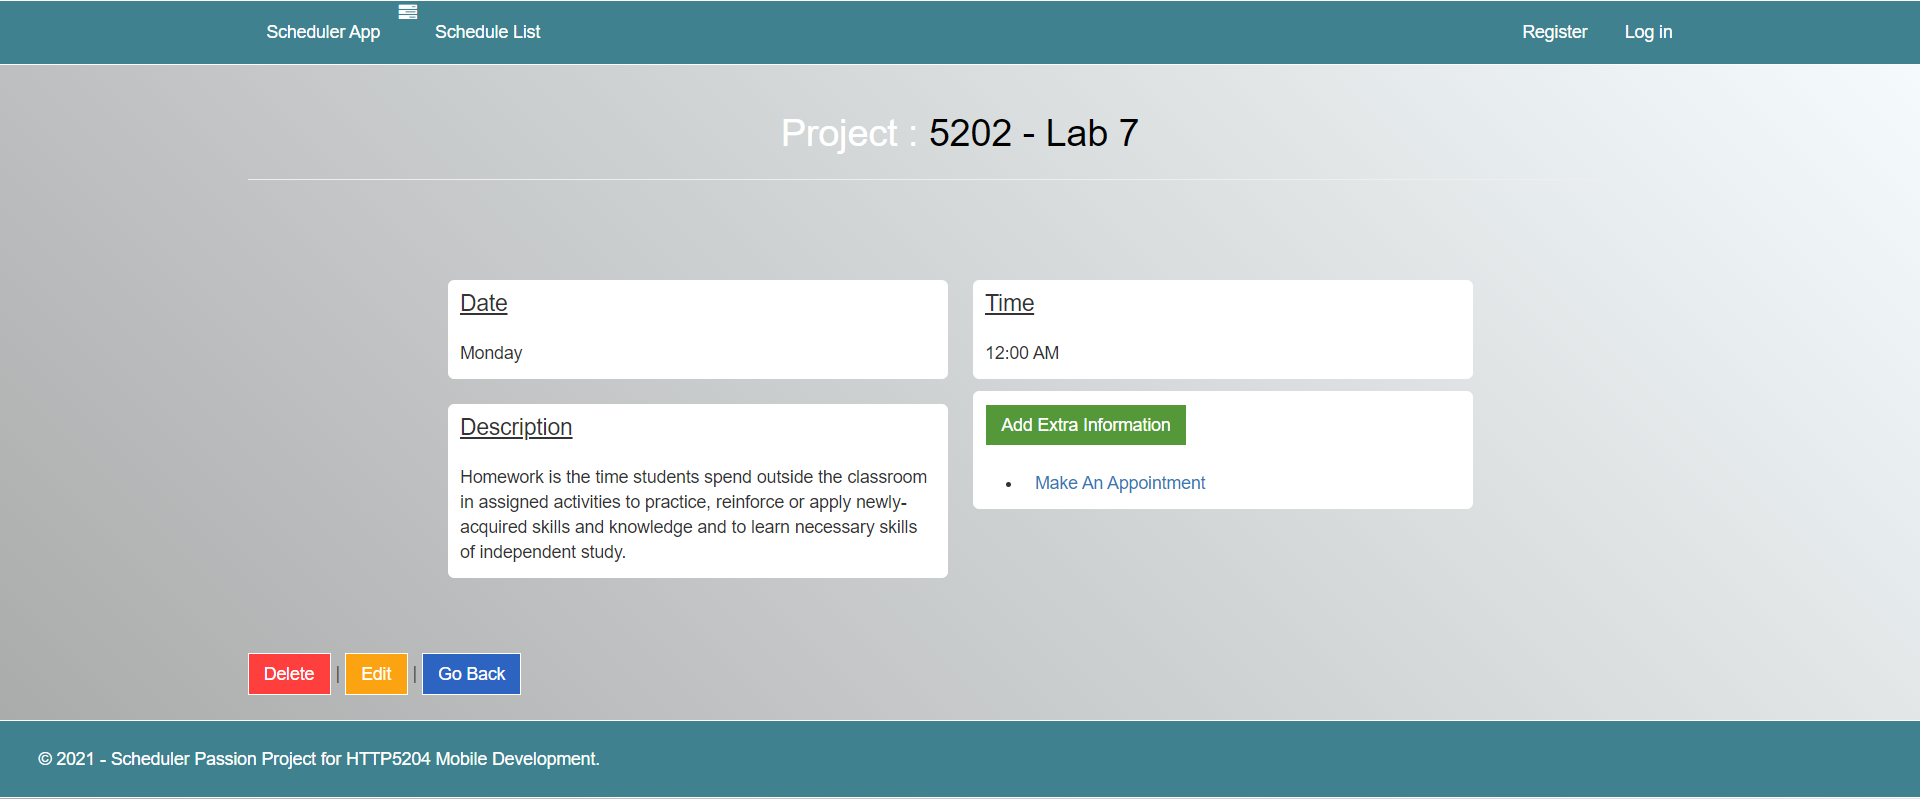 Scheduler App Schedule List Register Log in
Project : 5202 - Lab 7
Date
Monday
Time
12:00 AM
Description
Homework is the time students spend outside the classroom
in assigned activities to practice, reinforce or apply newly-
acquired skills and knowledge and to learn necessary skills
of independent study.
Add Extra Information
• Make An Appointment
Delete | Edit | Go Back
© 2021 - Scheduler Passion Project for HTTP5204 Mobile Development.